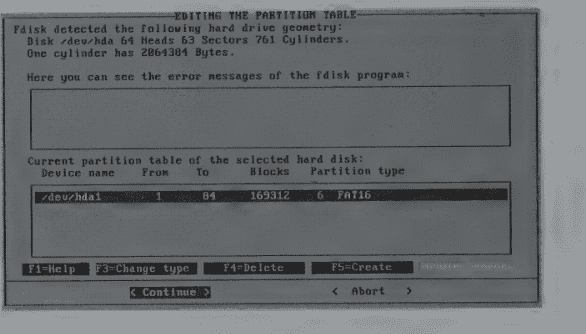 EDITING THE PARTITION TABLE
Fdisk detected the following hard drive geometry:
Disk /dev/hda 64 Heads 63 Sectors 761 Cylinders.
One cylinder has 2064384 Bytes.
Here you can see the error messages of the fdisk program:
Current partition table of the selected hard disk:
Device name From To Blocks Partition type
/dev/hda1 1 84 169312 6 FAT16
F1=Help F3=Change type F4=Delete F5=Create
< Continue > < Abort >